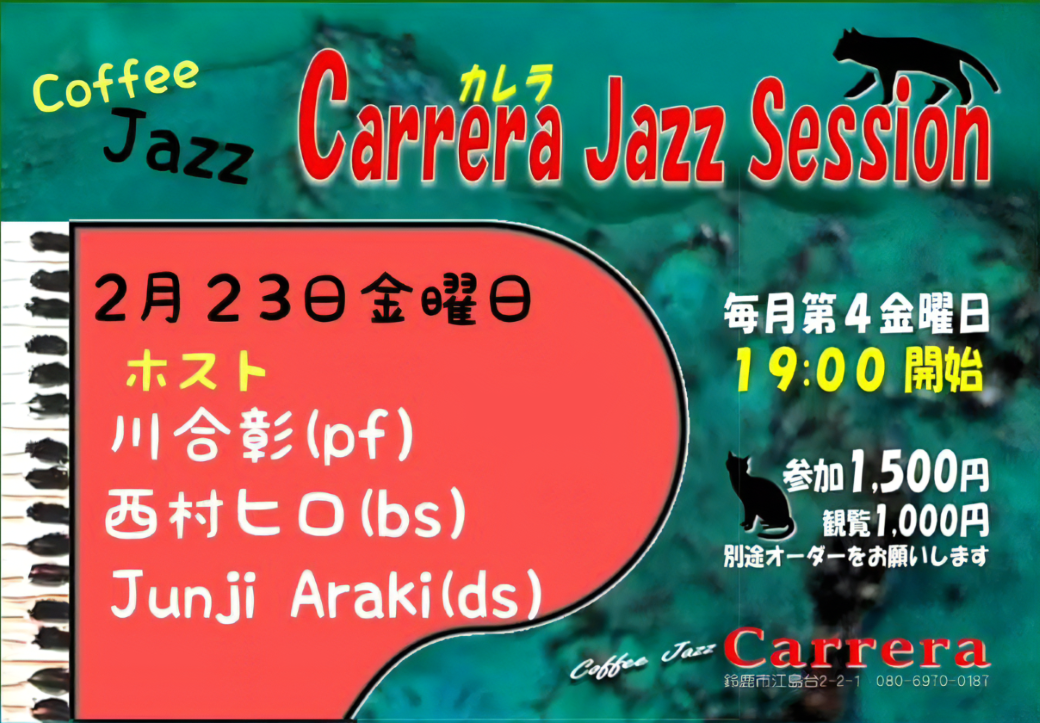 Coffee
Jazz
カレラ
Carrera Jazz Session
2月23日金曜日
ホスト
川合彰(pf)
西村ヒロ(bs)
Junji Araki(ds)
毎月第4金曜日
19:00 開始
参加1,500円
観覧1,000円
別途オーダーをお願いします
Coffee Jazz Carrera
鈴鹿市江島台2-2-1 080-6970-0187